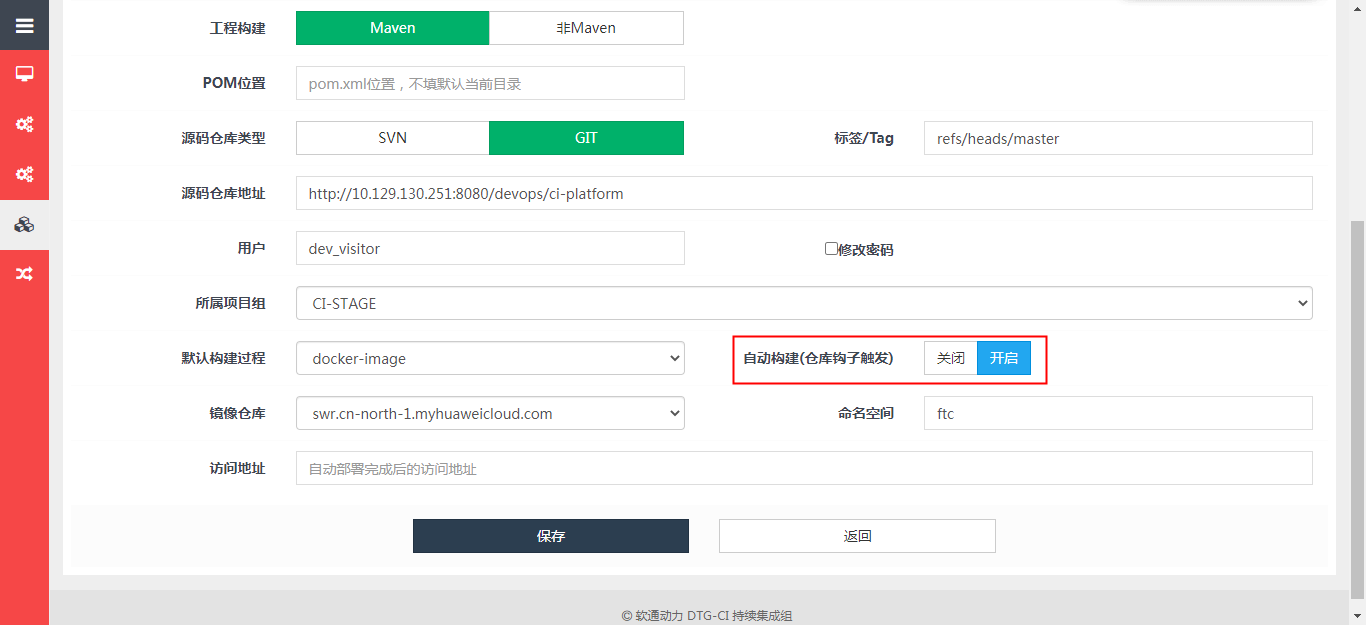 工程构建 Maven 非Maven
POM位置 pom.xml位置，不填默认当前目录
源码仓库类型 SVN GIT 标签/Tag refs/heads/master
源码仓库地址 http://10.129.130.251:8080/devops/ci-platform
用户 dev_visitor 修改密码
所属项目组 CI-STAGE
默认构建过程 docker-image 自动构建(仓库钩子触发) 关闭 开启
镜像仓库 swr.cn-north-1.myhuaweicloud.com 命名空间 ftc
访问地址 自动部署完成后的访问地址
保存 返回
© 软通动力 DTG-CI 持续集成组